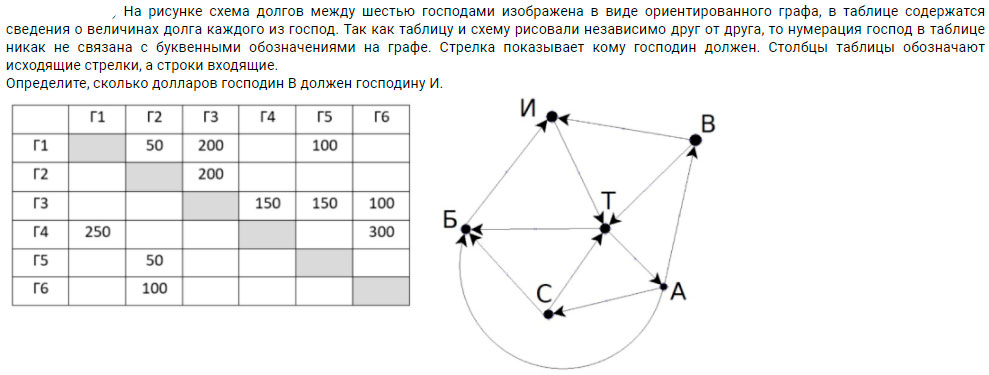 На рисунке схема долгов между шестью господами изображена в виде ориентированного графа, в таблице содержатся
сведения о величинах долга каждого из господ. Так как таблицу и схему рисовали независимо друг от друга, то нумерация господ в таблице
никак не связана с буквенными обозначениями на графе. Стрелка показывает кому господин должен. Столбцы таблицы обозначают
исходящие стрелки, а строки входящие.
Определите, сколько долларов господин В должен господину И.
Г1 Г2 Г3 Г4 Г5 Г6
Г1 50 200 100
Г2 200
Г3 150 150 100
Г4 250 300
Г5 50
Г6 100
И
В
Б
Т
С
А